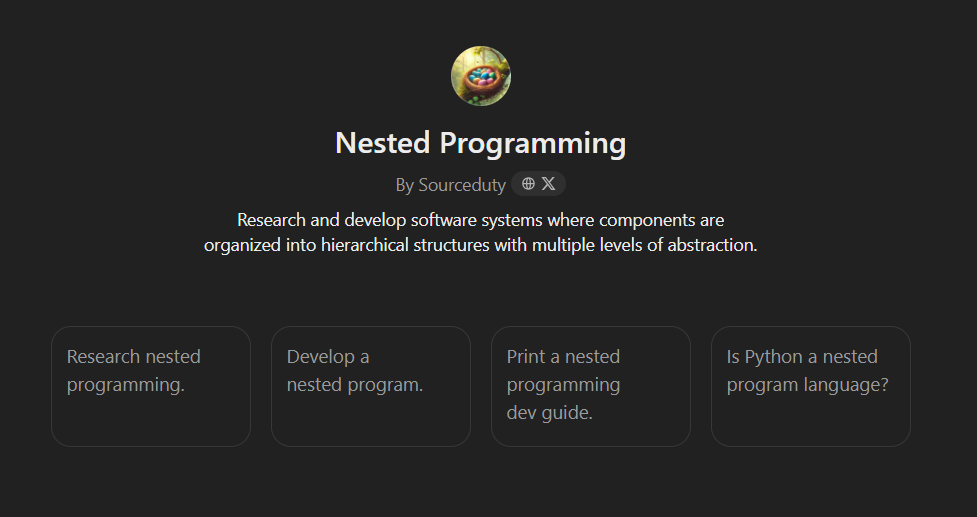 Nested Programming
By Sourceduty
Research and develop software systems where components are
organized into hierarchical structures with multiple levels of abstraction.
Research nested
programming.
Develop a
nested program.
Print a nested
programming
dev guide.
Is Python a nested
program language?